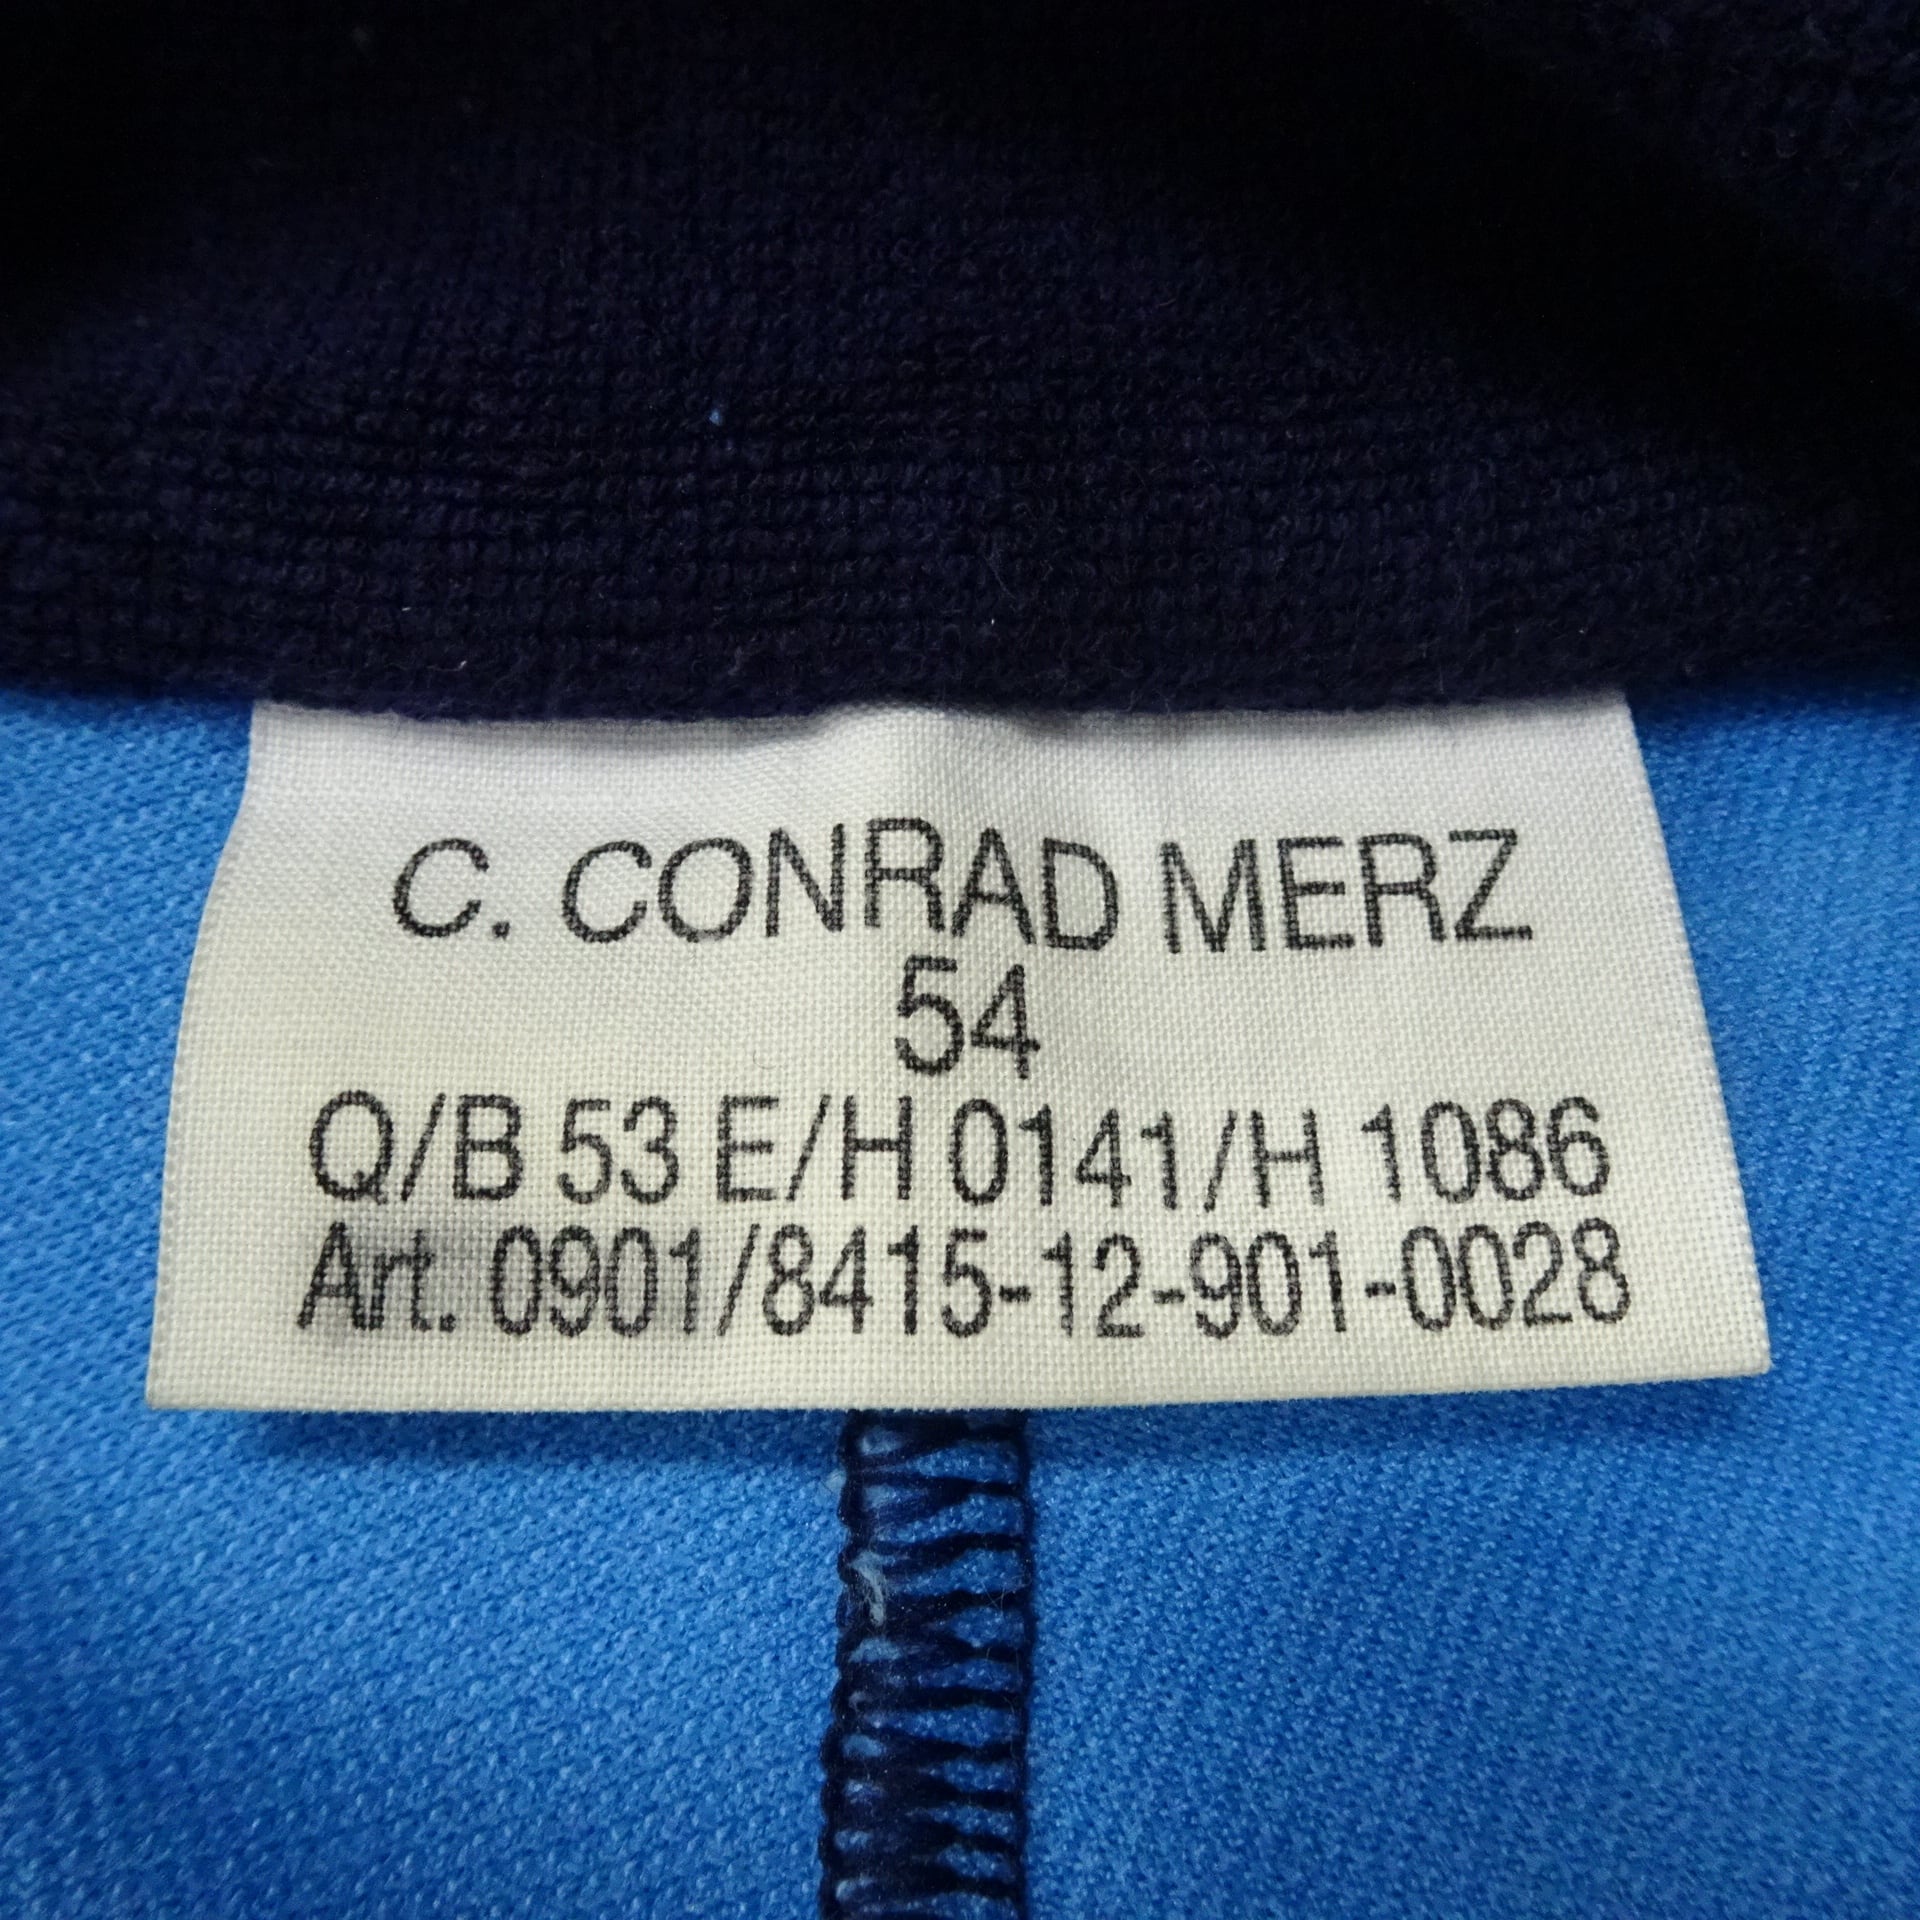 C. CONRAD MERZ
54
Q/B 53 E/H 0141/H 1086
Art. 0901/8415-12-901-0028